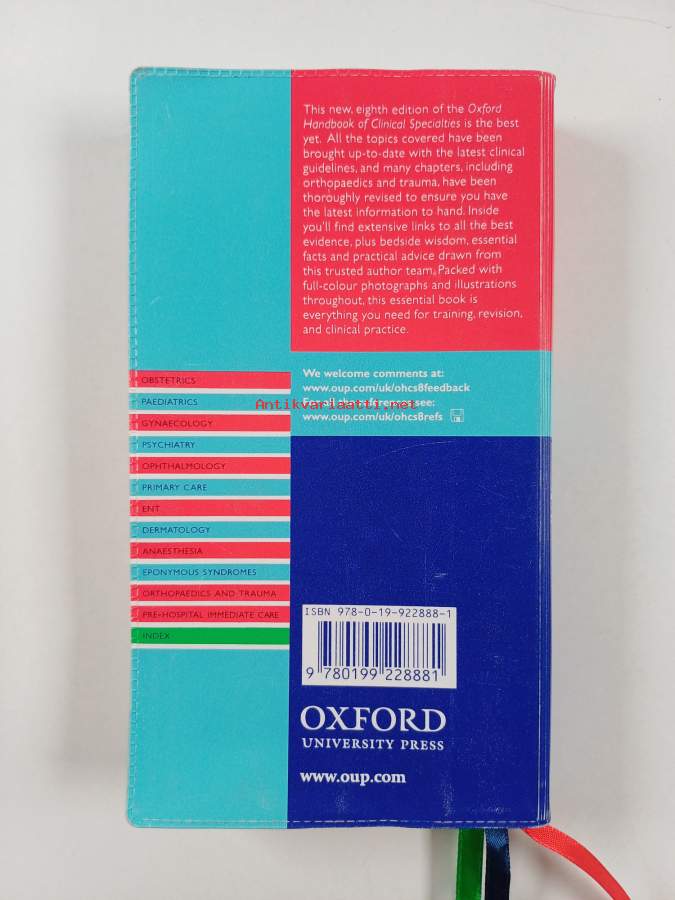 This new, eighth edition of the Oxford
Handbook of Clinical Specialties is the best
yet. All the topics covered have been
brought up-to-date with the latest clinical
guidelines, and many chapters, including
orthopaedics and trauma, have been
thoroughly revised to ensure you have
the latest information to hand. Inside
you'll find extensive links to all the best
evidence, plus bedside wisdom, essential
facts and practical advice drawn from
this trusted author team. Packed with
full-colour photographs and illustrations
throughout, this essential book is
everything you need for training, revision,
and clinical practice.
We welcome comments at:
www.oup.com/uk/ohcs8feedback
Antikvariaatti.net
see:
www.oup.com/uk/ohcs8refs
OBSTETRICS
PAEDIATRICS
GYNAECOLOGY
PSYCHIATRY
OPHTHALMOLOGY
PRIMARY CARE
ENT
DERMATOLOGY
ANAESTHESIA
EPONYMOUS SYNDROMES
ORTHOPAEDICS AND TRAUMA
PRE-HOSPITAL IMMEDIATE CARE
INDEX
ISBN 978-0-19-922888-1
9 780199 228881
OXFORD
UNIVERSITY PRESS
www.oup.com